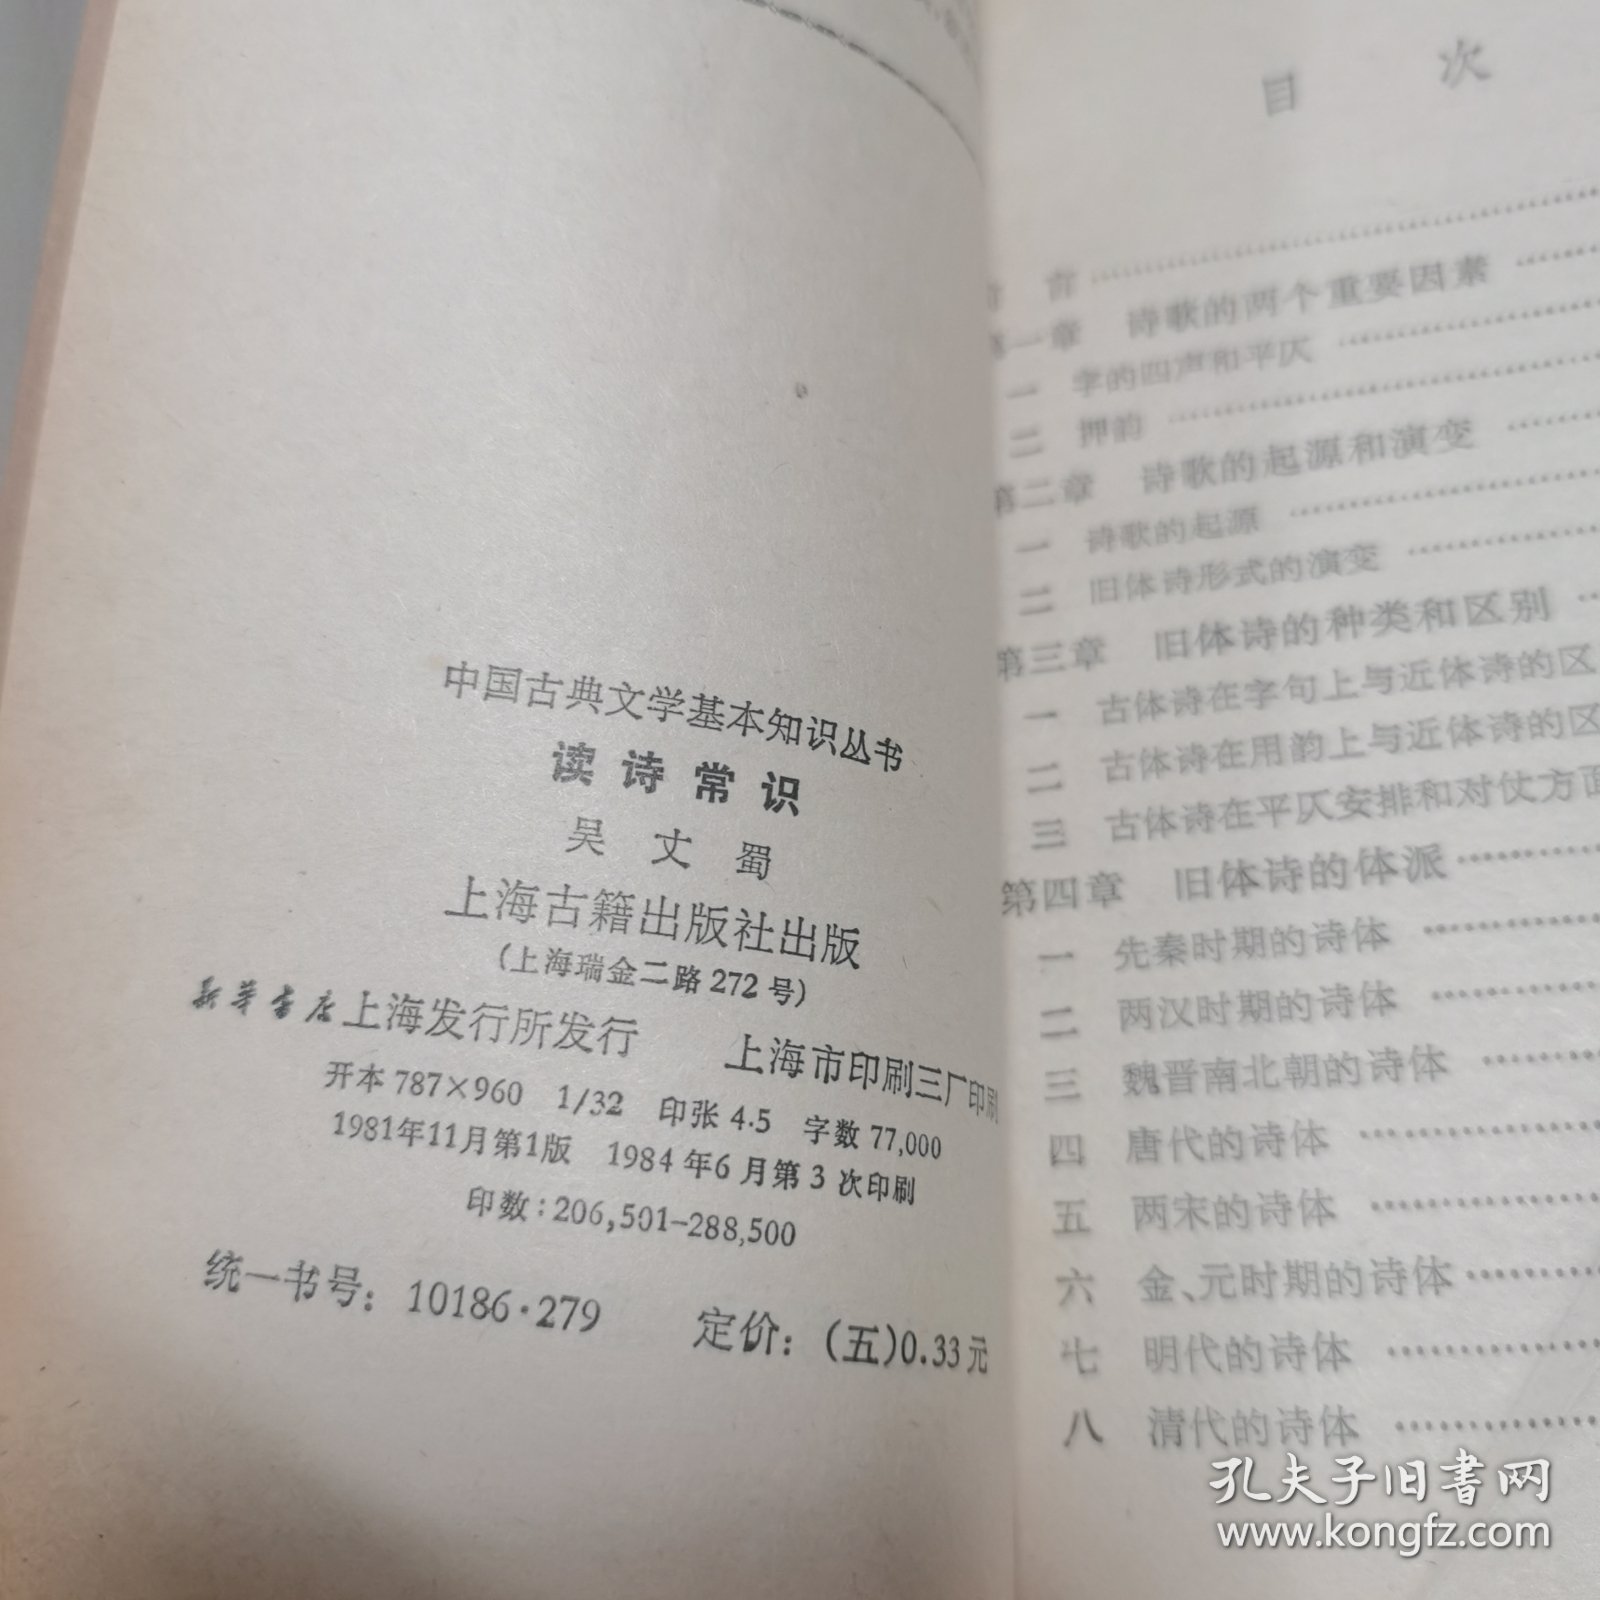 中国古典文学基本知识丛书
读诗常识
吴丈蜀
上海古籍出版社出版
(上海瑞金二路272号)
新华书店上海发行所发行 上海市印刷三厂印刷
开本787×960 1/32 印张4.5 字数77,000
1981年11月第1版 1984年6月第3次印刷
印数:206,501-288,500
统一书号:10186·279 定价:(五)0.33元
目 次
言
一章 诗歌的两个重要因素
一 字的四声和平仄
二 押韵
第二章 诗歌的起源和演变
一 诗歌的起源
二 旧体诗形式的演变
第三章 旧体诗的种类和区别
一 古体诗在字句上与近体诗的区
二 古体诗在用韵上与近体诗的区
三 古体诗在平仄安排和对仗方面
第四章 旧体诗的体派
一 先秦时期的诗体
二 两汉时期的诗体
三 魏晋南北朝的诗体
四 唐代的诗体
五 两宋的诗体
六 金、元时期的诗体
七 明代的诗体
八 清代的诗体
孔夫子旧书网
www.kongfz.com